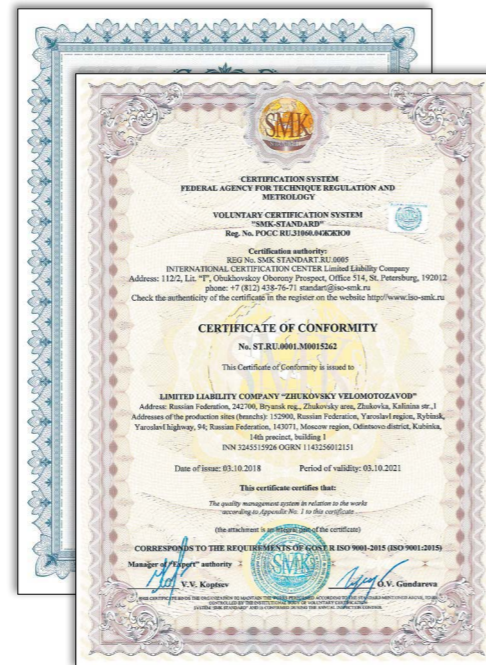 SMK
CERTIFICATION SYSTEM
FEDERAL AGENCY FOR TECHNIQUE REGULATION AND
METROLOGY
VOLUNTARY CERTIFICATION SYSTEM
"SMK-STANDARD"
Reg. No. РОСС RU.31060.04ЖЖЮ0
Certification authority:
REG No. SMK STANDART.RU.0005
INTERNATIONAL CERTIFICATION CENTER Limited Liability Company
Address: 112/2, Lit. "I", Obukhovskoy Oborony Prospect, Office 514, St. Petersburg, 192012
phone: +7 (812) 438-76-71 standart@iso-smk.ru
Check the authenticity of the certificate in the register on the website http://www.iso-smk.ru
CERTIFICATE OF CONFORMITY
No. ST.RU.0001.M0015262
This Certificate of Conformity is issued to
LIMITED LIABILITY COMPANY "ZHUKOVSKY VELOMOTOZAVOD"
Address: Russian Federation, 242700, Bryansk reg., Zhukovsky area, Zhukovka, Kalinina str.,1
Addresses of the production sites (branchs): 152900, Russian Federation, Yaroslavl region, Rybinsk,
Yaroslavl highway, 94; Russian Federation, 143071, Moscow region, Odintsovo district, Kubinka,
14th precinct, building 1
INN 3245515926 OGRN 1143256012151
Date of issue: 03.10.2018 Period of validity: 03.10.2021
This certificate certifies that:
The quality management system in relation to the works
according to Appendix No. 1 to this certificate
(the attachment is an integral part of the certificate)
CORRESPONDS TO THE REQUIREMENTS OF GOST R ISO 9001-2015 (ISO 9001:2015)
Manager of "Expert" authority
SMK
V.V. Koptsev O.V. Gundareva